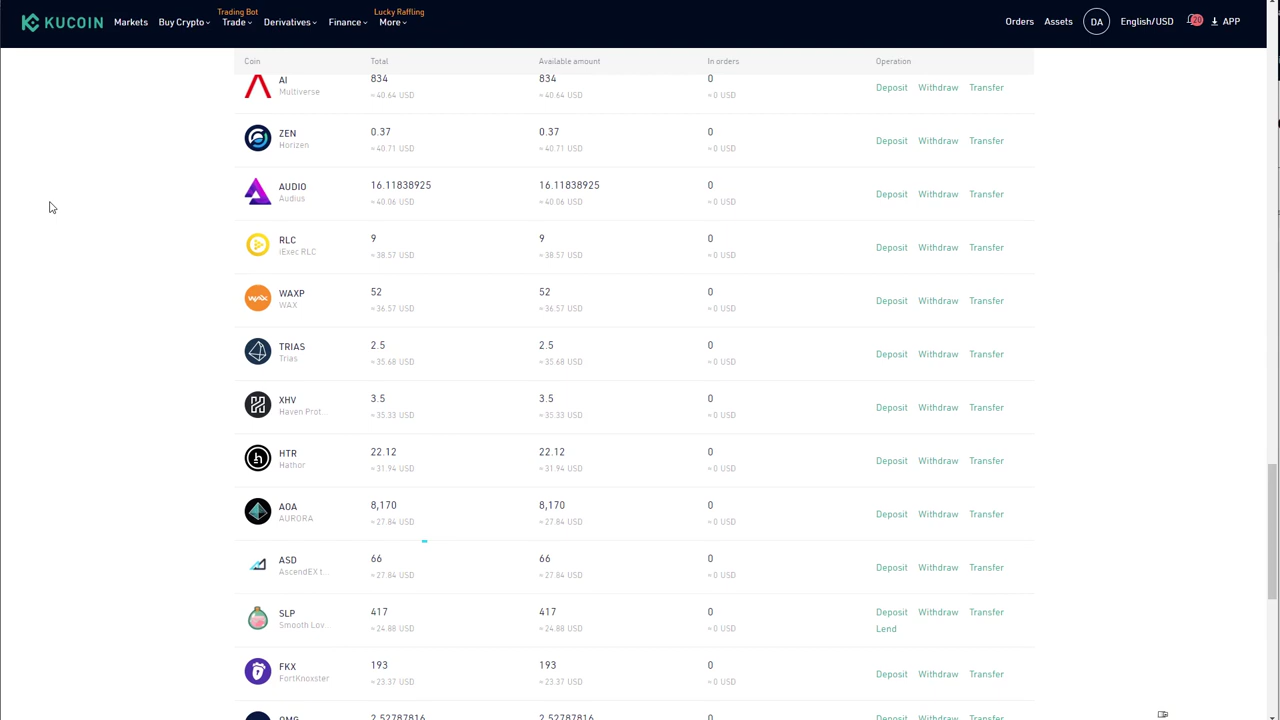 Trading Bot
Lucky Raffling
KUCOIN Markets Buy Crypto Trade Derivatives Finance More Orders Assets DA English/USD 20 APP
Coin Total Available amount In orders Operation
AI 834 834 0
Multiverse ≈ 40.64 USD ≈ 40.64 USD ≈ 0 USD Deposit Withdraw Transfer
ZEN 0.37 0.37 0
Horizen ≈ 40.71 USD ≈ 40.71 USD ≈ 0 USD Deposit Withdraw Transfer
AUDIO 16.11838925 16.11838925 0
Audius ≈ 40.06 USD ≈ 40.06 USD ≈ 0 USD Deposit Withdraw Transfer
RLC 9 9 0
iExec RLC ≈ 38.57 USD ≈ 38.57 USD ≈ 0 USD Deposit Withdraw Transfer
WAXP 52 52 0
WAX ≈ 36.57 USD ≈ 36.57 USD ≈ 0 USD Deposit Withdraw Transfer
TRIAS 2.5 2.5 0
Trias ≈ 35.68 USD ≈ 35.68 USD ≈ 0 USD Deposit Withdraw Transfer
XHV 3.5 3.5 0
Haven Prot... ≈ 35.33 USD ≈ 35.33 USD ≈ 0 USD Deposit Withdraw Transfer
HTR 22.12 22.12 0
Hathor ≈ 31.94 USD ≈ 31.94 USD ≈ 0 USD Deposit Withdraw Transfer
AOA 8,170 8,170 0
AURORA ≈ 27.84 USD ≈ 27.84 USD ≈ 0 USD Deposit Withdraw Transfer
ASD 66 66 0
AscendEX t... ≈ 27.84 USD ≈ 27.84 USD ≈ 0 USD Deposit Withdraw Transfer
SLP 417 417 0 Deposit Withdraw Transfer
Smooth Lov... ≈ 24.88 USD ≈ 24.88 USD ≈ 0 USD Lend
FKX 193 193 0
FortKnoxster ≈ 23.37 USD ≈ 23.37 USD ≈ 0 USD Deposit Withdraw Transfer
OMG 2.52787816 2.52787816 0 Deposit Withdraw Transfer